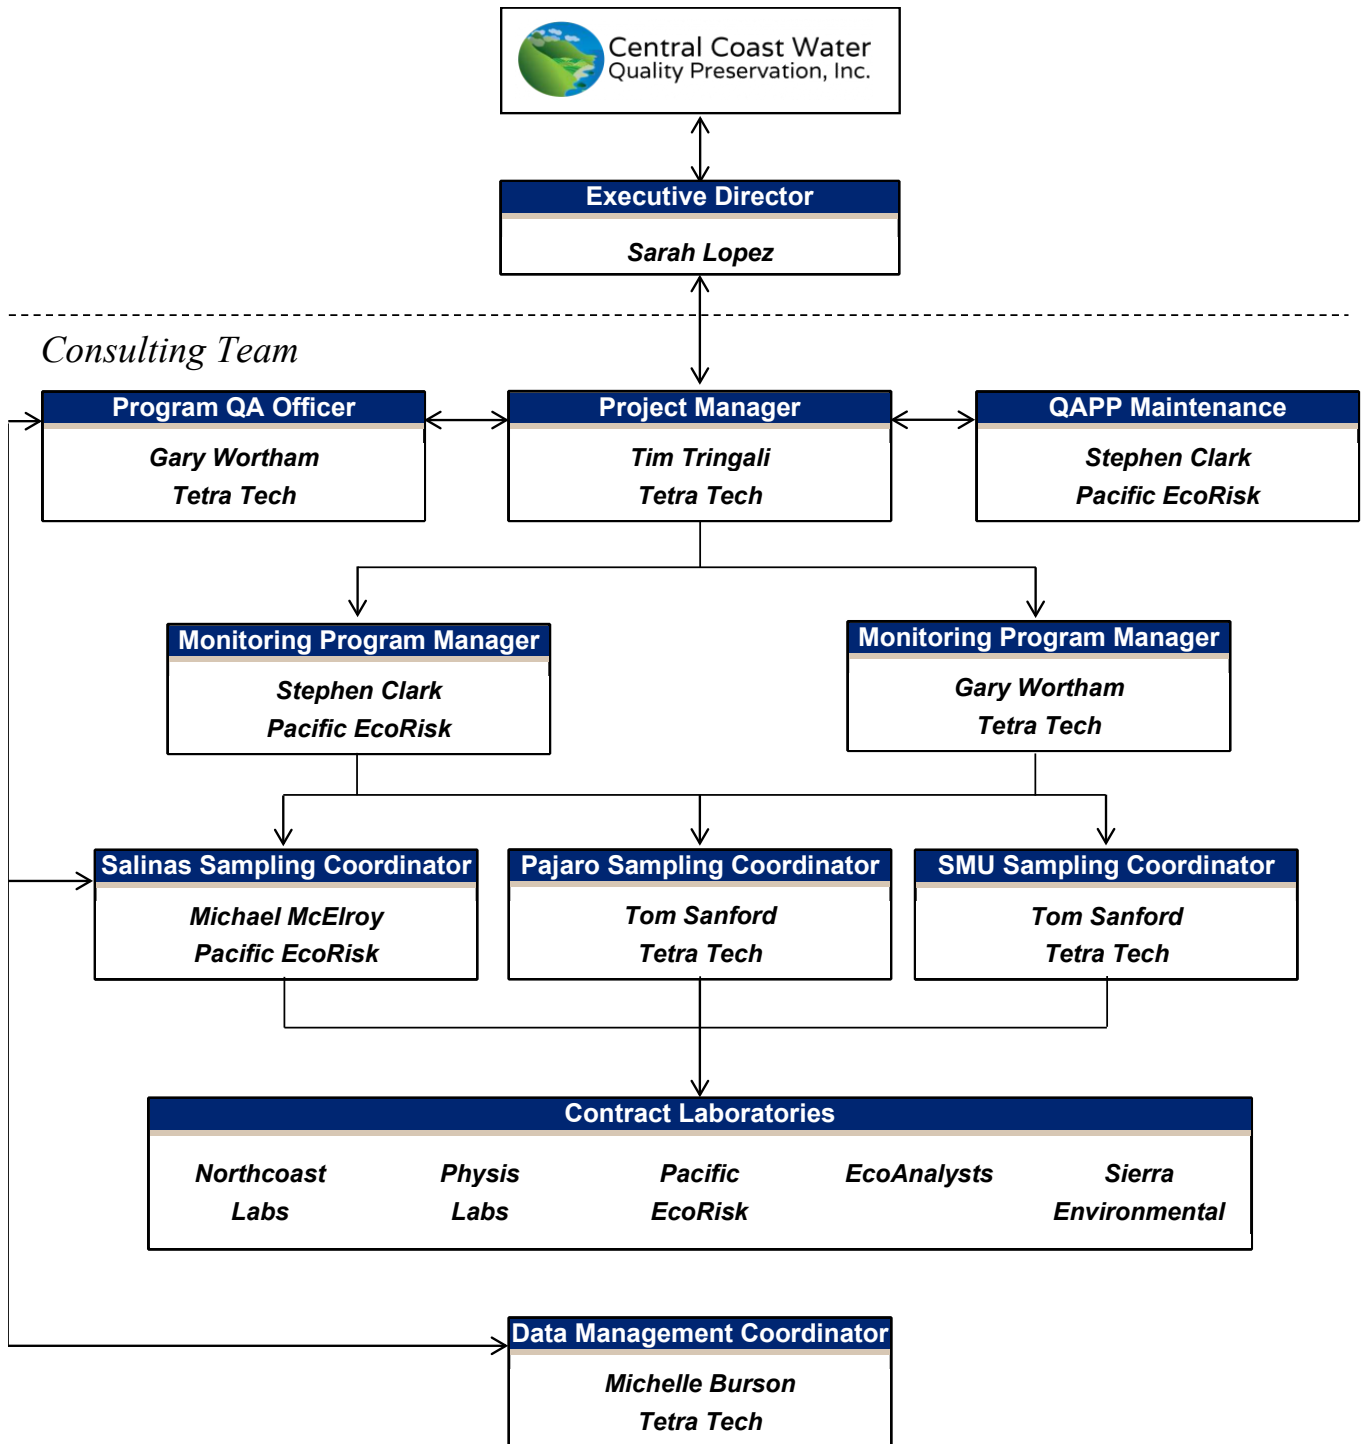 Central Coast Water
Quality Preservation, Inc.
Executive Director
Sarah Lopez
Consulting Team
Program QA Officer
Gary Wortham
Tetra Tech
Project Manager
Tim Tringali
Tetra Tech
QAPP Maintenance
Stephen Clark
Pacific EcoRisk
Monitoring Program Manager
Stephen Clark
Pacific EcoRisk
Monitoring Program Manager
Gary Wortham
Tetra Tech
Salinas Sampling Coordinator
Michael McElroy
Pacific EcoRisk
Pajaro Sampling Coordinator
Tom Sanford
Tetra Tech
SMU Sampling Coordinator
Tom Sanford
Tetra Tech
Contract Laboratories
Northcoast
Labs
Physis
Labs
Pacific
EcoRisk
EcoAnalysts
Sierra
Environmental
Data Management Coordinator
Michelle Burson
Tetra Tech